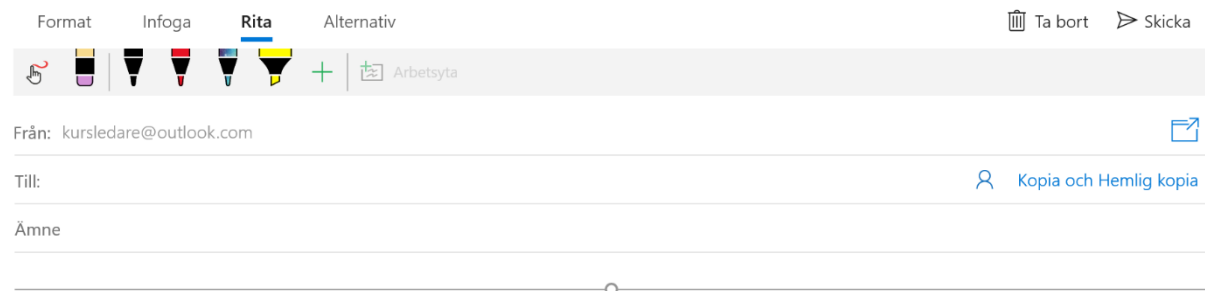 Format Infoga Rita Alternativ Ta bort Skicka
Arbetsyta
Från: kursledare@outlook.com
Till: Kopia och Hemlig kopia
Ämne